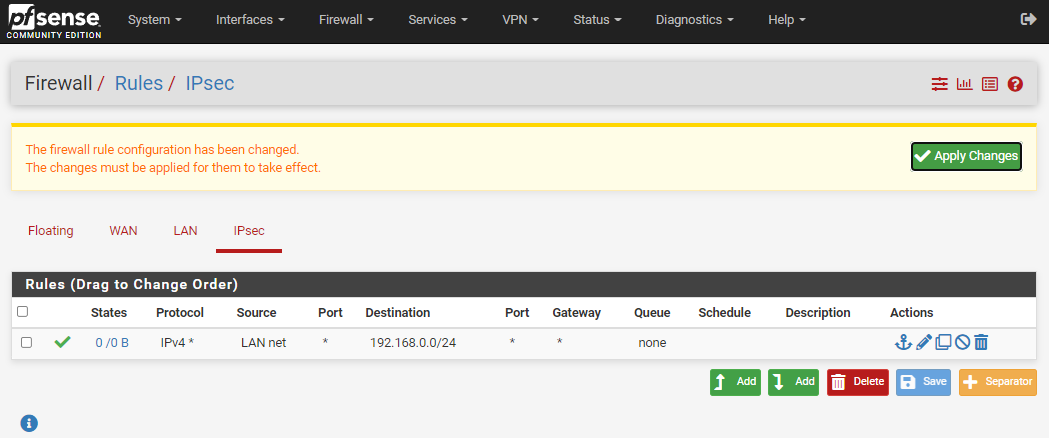 pfsense
COMMUNITY EDITION
System Interfaces Firewall Services VPN Status Diagnostics Help
Firewall / Rules / IPsec
The firewall rule configuration has been changed.
The changes must be applied for them to take effect.
Apply Changes
Floating WAN LAN IPsec
Rules (Drag to Change Order)
States Protocol Source Port Destination Port Gateway Queue Schedule Description Actions
0 /0 B IPv4 * LAN net * 192.168.0.0/24 * * none
Add Add Delete Save Separator